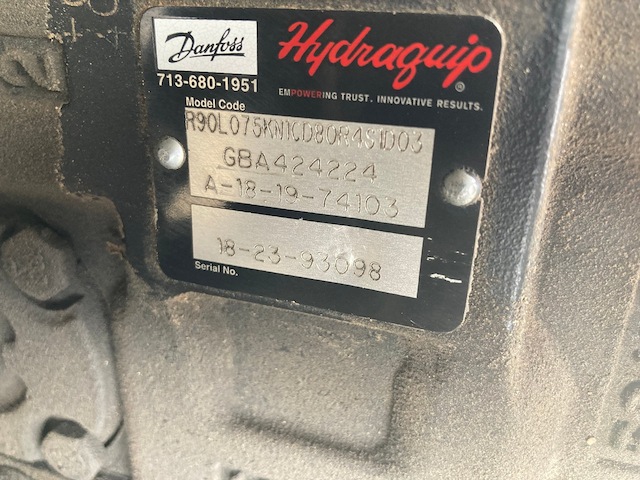 Danfoss
Hydraquip
®
713-680-1951
EMPOWERING TRUST. INNOVATIVE RESULTS.
Model Code
R90L075KN1CD80R4S1D03
GBA424224
A-18-19-74103
18-23-93098
Serial No.
2